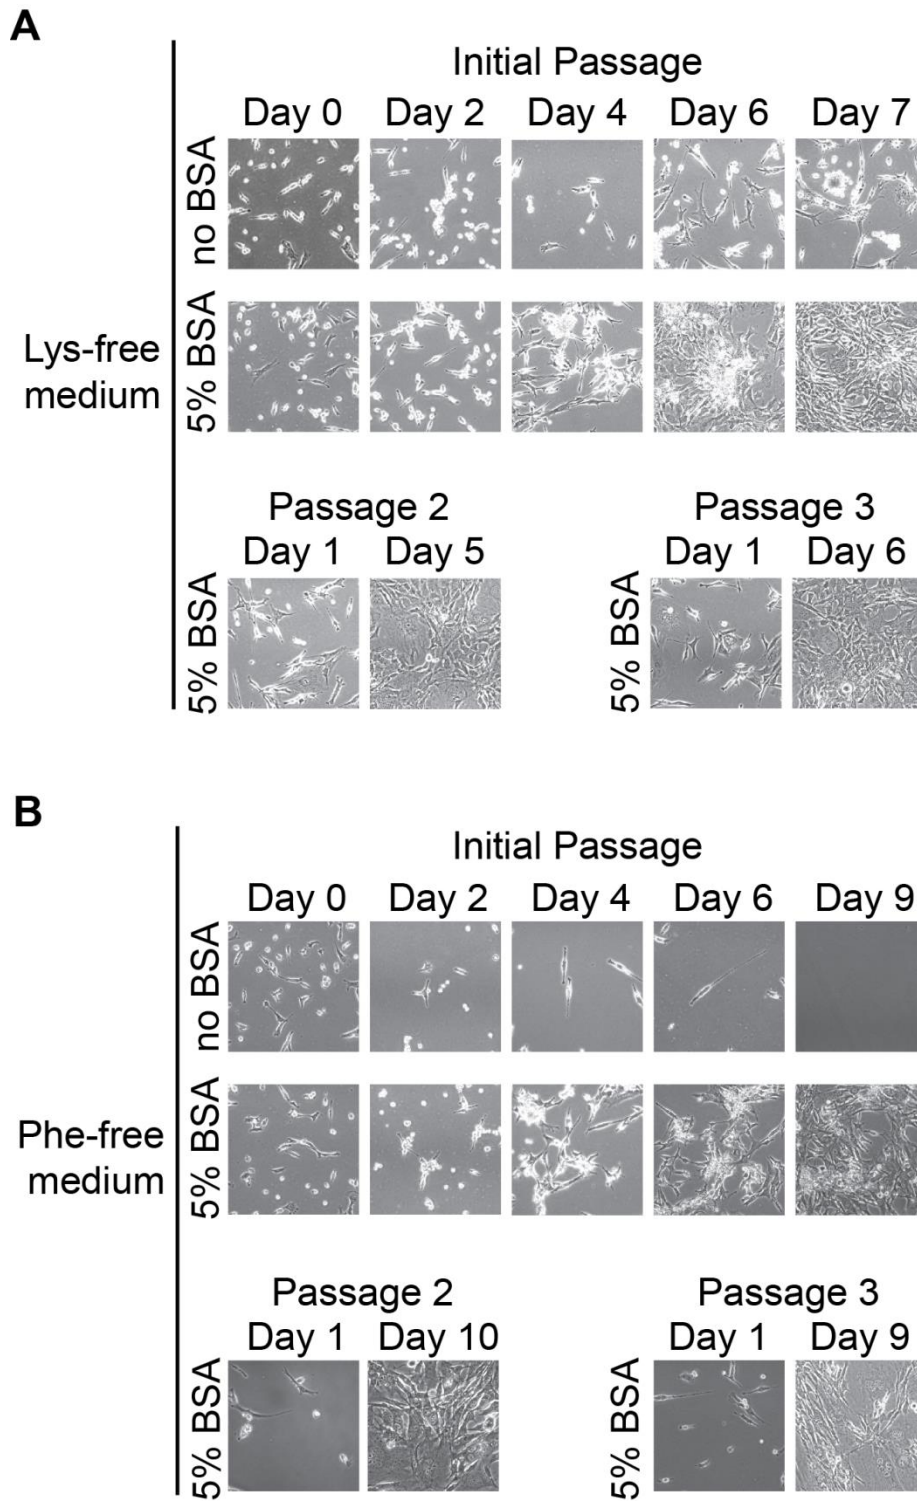 A
Initial Passage
Day 0 Day 2 Day 4 Day 6 Day 7
no BSA
Lys-free
medium
5% BSA
Passage 2 Passage 3
Day 1 Day 5 Day 1 Day 6
5% BSA 5% BSA
B
Initial Passage
Day 0 Day 2 Day 4 Day 6 Day 9
no BSA
Phe-free
medium
5% BSA
Passage 2 Passage 3
Day 1 Day 10 Day 1 Day 9
5% BSA 5% BSA